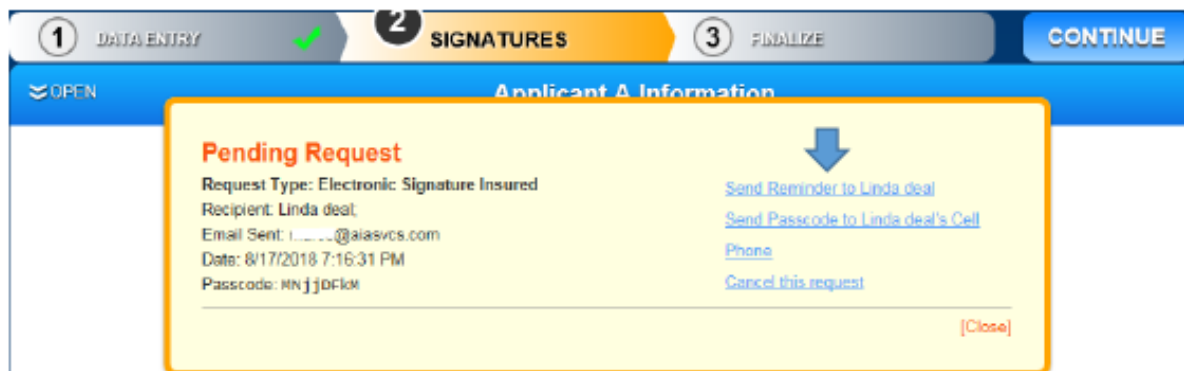 1 DATA ENTRY
2 SIGNATURES
3 FINALIZE
CONTINUE
OPEN
Applicant A Information
Pending Request
Request Type: Electronic Signature Insured
Recipient: Linda deal;
Email Sent: @aiasvcs.com
Date: 8/17/2018 7:16:31 PM
Passcode: MNjjDFkM
Send Reminder to Linda deal
Send Passcode to Linda deal's Cell
Phone
Cancel this request
[Close]